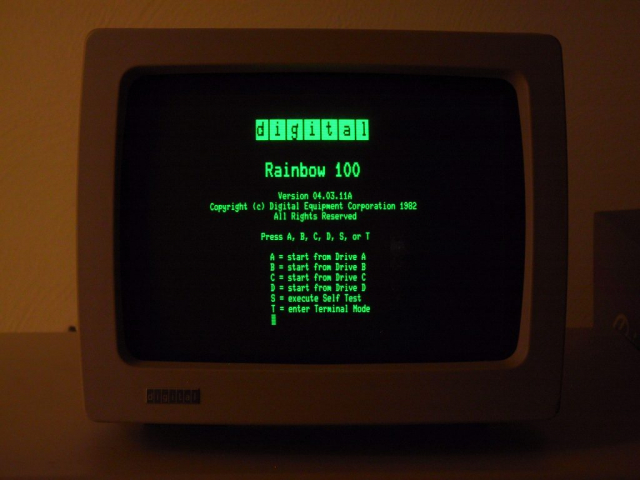 digital
Rainbow 100
Version 04.03.11A
Copyright (c) Digital Equipment Corporation 1982
All Rights Reserved
Press A, B, C, D, S, or T
A = start from Drive A
B = start from Drive B
C = start from Drive C
D = start from Drive D
S = execute Self Test
T = enter Terminal Mode
digital